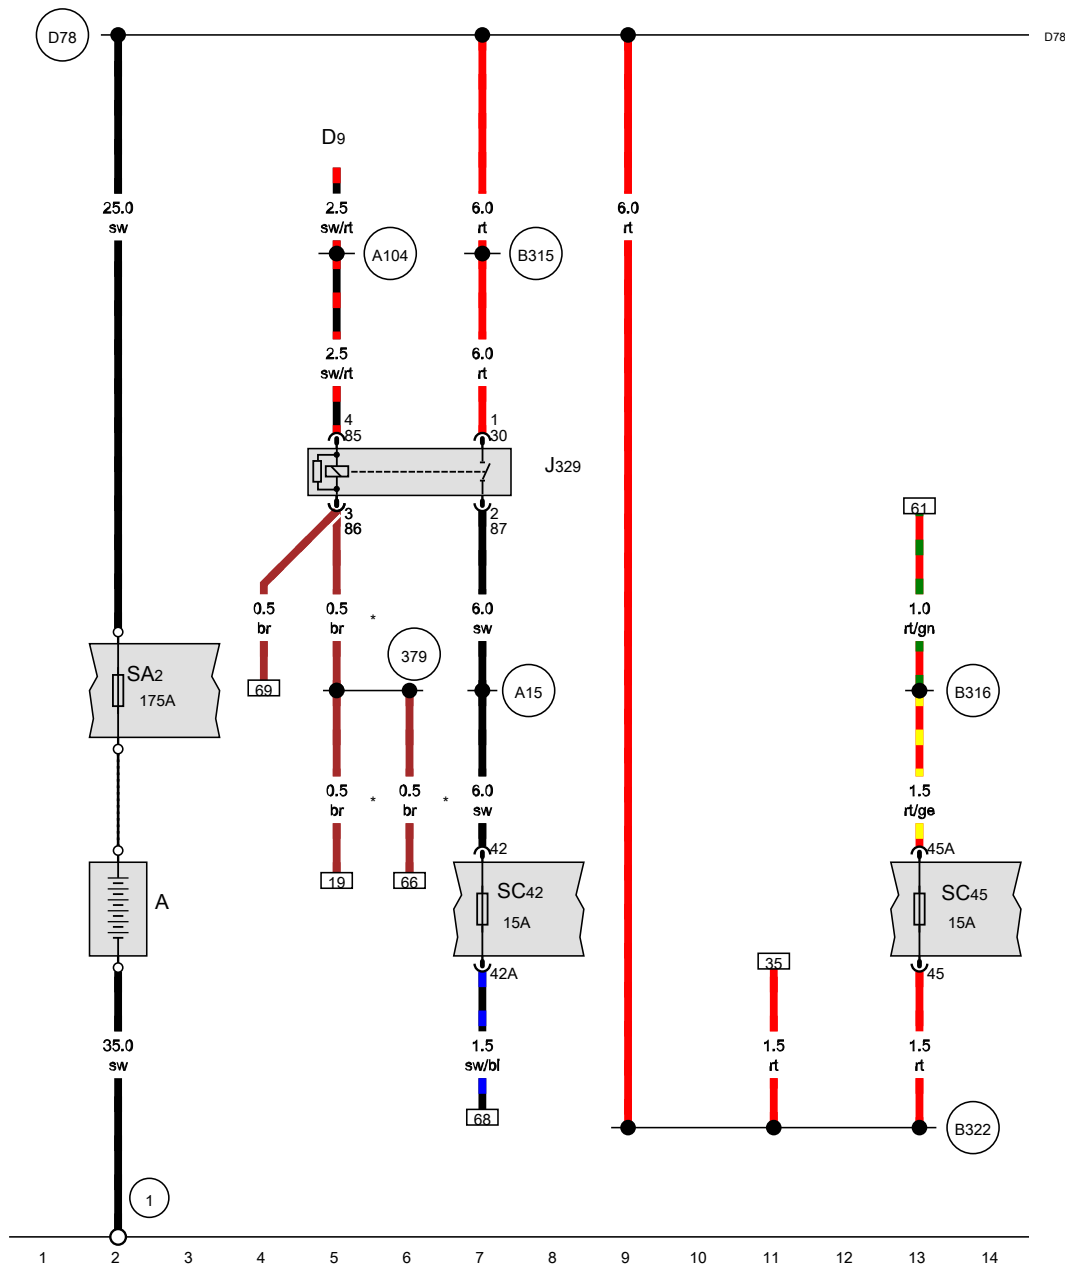 D78
D78
D9
25.0
sw
2.5
sw/rt
6.0
rt
6.0
rt
A104
B315
2.5
sw/rt
6.0
rt
4
85
1
30
J329
3
86
2
87
61
0.5
br
0.5
br
*
6.0
sw
1.0
rt/gn
379
SA2
175A
69
A15
B316
0.5
br
*
0.5
br
*
6.0
sw
1.5
rt/ge
42
45A
19
66
A
SC42
15A
SC45
15A
35
42A
45
35.0
sw
1.5
sw/bl
1.5
rt
1.5
rt
68
B322
1
1 2 3 4 5 6 7 8 9 10 11 12 13 14